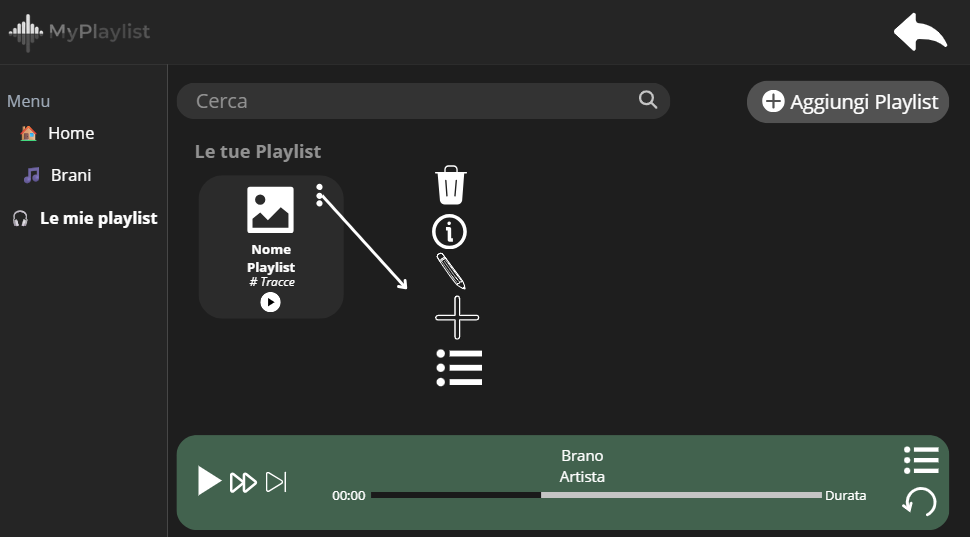 MyPlaylist
Menu
Home
Brani
Le mie playlist
Cerca
Aggiungi Playlist
Le tue Playlist
Nome
Playlist
# Tracce
Brano
Artista
00:00
Durata